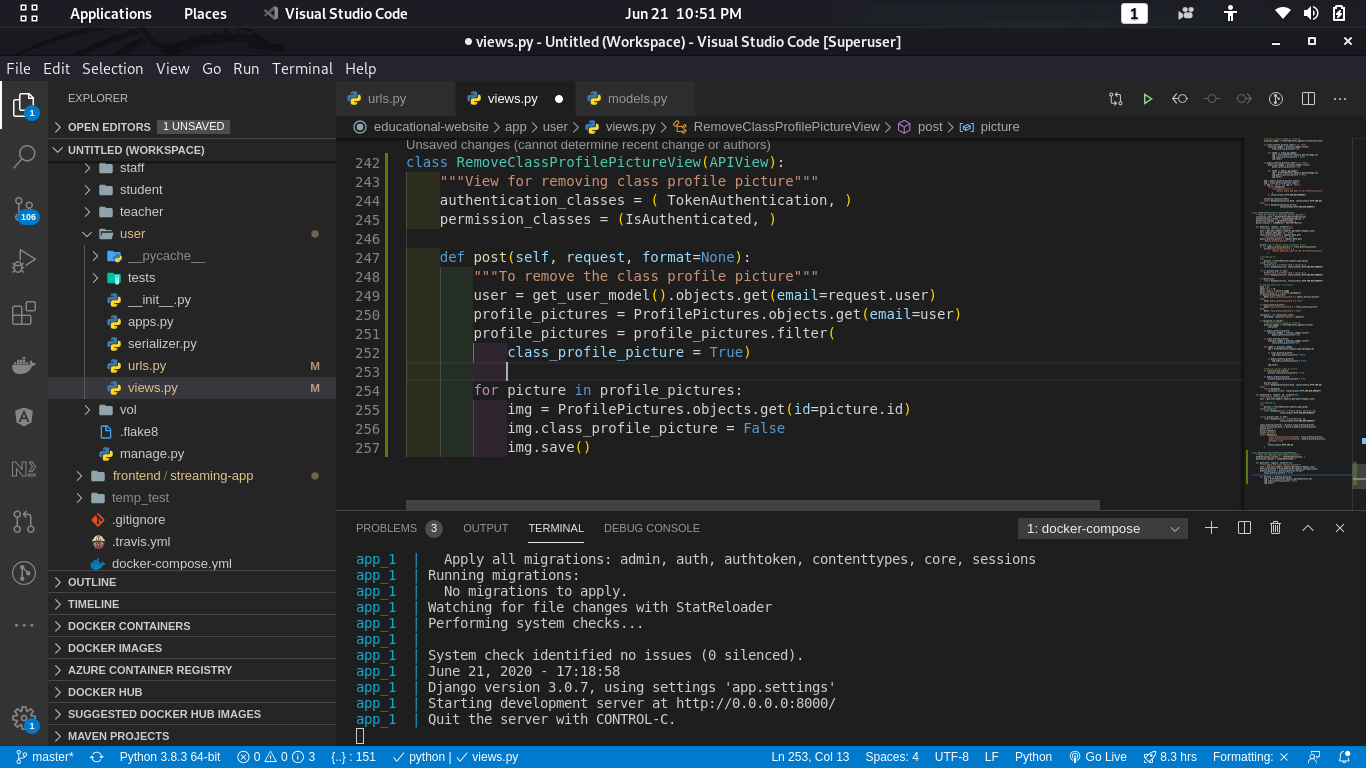 Applications Places Visual Studio Code Jun 21 10:51 PM 1
views.py - Untitled (Workspace) - Visual Studio Code [Superuser]
File Edit Selection View Go Run Terminal Help
EXPLORER
OPEN EDITORS 1 UNSAVED
UNTITLED (WORKSPACE)
staff
student
teacher
user
__pycache__
tests
__init__.py
apps.py
serializer.py
urls.py M
views.py M
vol
.flake8
manage.py
frontend / streaming-app
temp_test
.gitignore
.travis.yml
docker-compose.yml
OUTLINE
TIMELINE
DOCKER CONTAINERS
DOCKER IMAGES
AZURE CONTAINER REGISTRY
DOCKER HUB
SUGGESTED DOCKER HUB IMAGES
MAVEN PROJECTS
1
106
1
urls.py views.py models.py
educational-website > app > user > views.py > RemoveClassProfilePictureView > post > picture
Unsaved changes (cannot determine recent change or authors)
242 class RemoveClassProfilePictureView(APIView):
243 """View for removing class profile picture"""
244 authentication_classes = ( TokenAuthentication, )
245 permission_classes = (IsAuthenticated, )
246
247 def post(self, request, format=None):
248 """To remove the class profile picture"""
249 user = get_user_model().objects.get(email=request.user)
250 profile_pictures = ProfilePictures.objects.get(email=user)
251 profile_pictures = profile_pictures.filter(
252 class_profile_picture = True)
253
254 for picture in profile_pictures:
255 img = ProfilePictures.objects.get(id=picture.id)
256 img.class_profile_picture = False
257 img.save()
PROBLEMS 3 OUTPUT TERMINAL DEBUG CONSOLE 1: docker-compose
app_1 | Apply all migrations: admin, auth, authtoken, contenttypes, core, sessions
app_1 | Running migrations:
app_1 | No migrations to apply.
app_1 | Watching for file changes with StatReloader
app_1 | Performing system checks...
app_1 |
app_1 | System check identified no issues (0 silenced).
app_1 | June 21, 2020 - 17:18:58
app_1 | Django version 3.0.7, using settings 'app.settings'
app_1 | Starting development server at http://0.0.0.0:8000/
app_1 | Quit the server with CONTROL-C.
master* Python 3.8.3 64-bit 0 0 3 {..} : 151 python | views.py Ln 253, Col 13 Spaces: 4 UTF-8 LF Python Go Live 8.3 hrs Formatting: ×